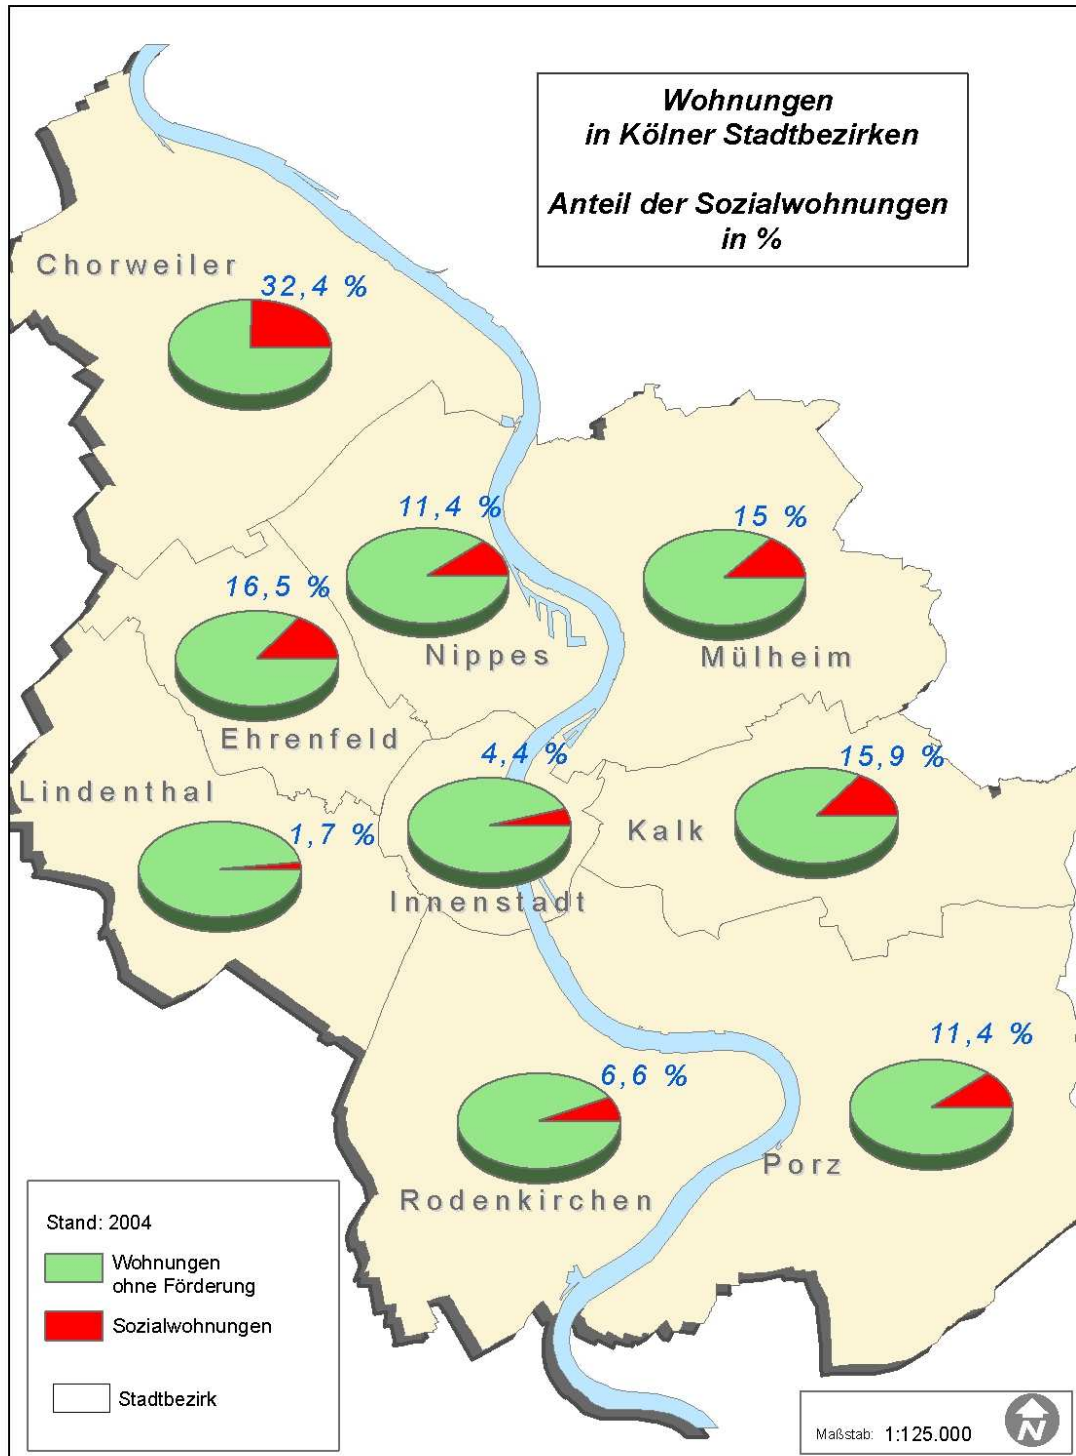 Wohnungen
in Kölner Stadtbezirken
Anteil der Sozialwohnungen
in %
Chorweiler
32,4 %
11,4 %
Nippes
15 %
Mülheim
16,5 %
Ehrenfeld
Lindenthal
1,7 %
4,4 %
Innenstadt
15,9 %
Kalk
6,6 %
Rodenkirchen
11,4 %
Porz
Stand: 2004
Wohnungen
ohne Förderung
Sozialwohnungen
Stadtbezirk
Maßstab: 1:125.000
N